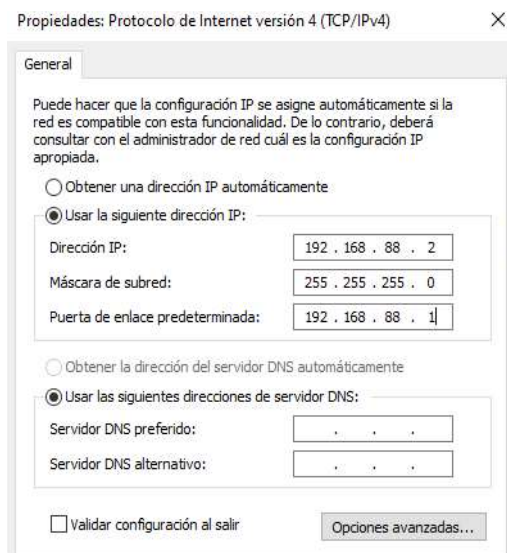 Propiedades: Protocolo de Internet versión 4 (TCP/IPv4)
General
Puede hacer que la configuración IP se asigne automáticamente si la
red es compatible con esta funcionalidad. De lo contrario, deberá
consultar con el administrador de red cuál es la configuración IP
apropiada.
Obtener una dirección IP automáticamente
Usar la siguiente dirección IP:
Dirección IP: 192 . 168 . 88 . 2
Máscara de subred: 255 . 255 . 255 . 0
Puerta de enlace predeterminada: 192 . 168 . 88 . 1
Obtener la dirección del servidor DNS automáticamente
Usar las siguientes direcciones de servidor DNS:
Servidor DNS preferido: . . .
Servidor DNS alternativo: . . .
Validar configuración al salir Opciones avanzadas...